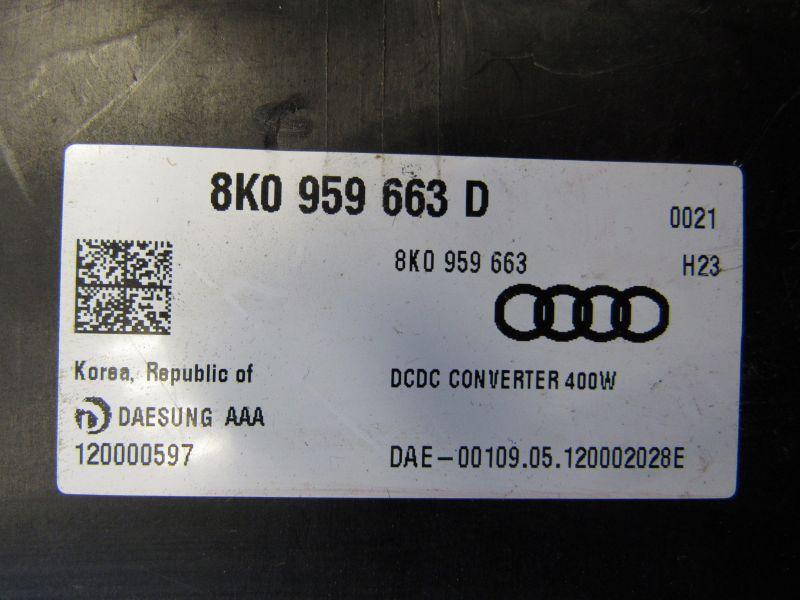 8K0 959 663 D
0021
8K0 959 663
H23
Korea, Republic of
DCDC CONVERTER 400W
DAESUNG AAA
120000597
DAE-00109.05.120002028E